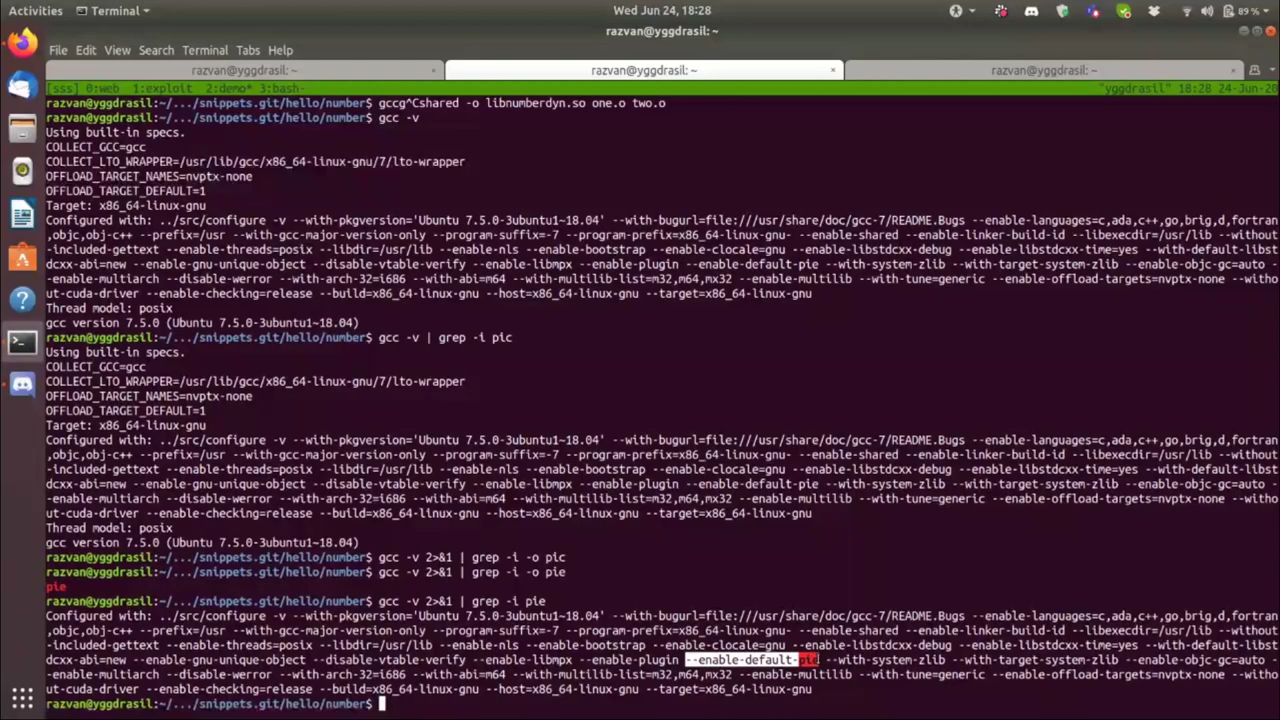 Activities Terminal Wed Jun 24, 18:28 89 %
razvan@yggdrasil: ~
File Edit View Search Terminal Tabs Help
razvan@yggdrasil: ~ × razvan@yggdrasil: ~ × razvan@yggdrasil: ~ ×
[sss] 0:web 1:exploit 2:demo* 3:bash- "yggdrasil" 18:28 24-Jun-20
razvan@yggdrasil:~/.../snippets.git/hello/number$ gccg^Cshared -o libnumberdyn.so one.o two.o
razvan@yggdrasil:~/.../snippets.git/hello/number$ gcc -v
Using built-in specs.
COLLECT_GCC=gcc
COLLECT_LTO_WRAPPER=/usr/lib/gcc/x86_64-linux-gnu/7/lto-wrapper
OFFLOAD_TARGET_NAMES=nvptx-none
OFFLOAD_TARGET_DEFAULT=1
Target: x86_64-linux-gnu
Configured with: ../src/configure -v --with-pkgversion='Ubuntu 7.5.0-3ubuntu1~18.04' --with-bugurl=file:///usr/share/doc/gcc-7/README.Bugs --enable-languages=c,ada,c++,go,brig,d,fortran
,objc,obj-c++ --prefix=/usr --with-gcc-major-version-only --program-suffix=-7 --program-prefix=x86_64-linux-gnu- --enable-shared --enable-linker-build-id --libexecdir=/usr/lib --without
-included-gettext --enable-threads=posix --libdir=/usr/lib --enable-nls --enable-bootstrap --enable-clocale=gnu --enable-libstdcxx-debug --enable-libstdcxx-time=yes --with-default-libst
dcxx-abi=new --enable-gnu-unique-object --disable-vtable-verify --enable-libmpx --enable-plugin --enable-default-pie --with-system-zlib --with-target-system-zlib --enable-objc-gc=auto -
-enable-multiarch --disable-werror --with-arch-32=i686 --with-abi=m64 --with-multilib-list=m32,m64,mx32 --enable-multilib --with-tune=generic --enable-offload-targets=nvptx-none --witho
ut-cuda-driver --enable-checking=release --build=x86_64-linux-gnu --host=x86_64-linux-gnu --target=x86_64-linux-gnu
Thread model: posix
gcc version 7.5.0 (Ubuntu 7.5.0-3ubuntu1~18.04)
razvan@yggdrasil:~/.../snippets.git/hello/number$ gcc -v | grep -i pic
Using built-in specs.
COLLECT_GCC=gcc
COLLECT_LTO_WRAPPER=/usr/lib/gcc/x86_64-linux-gnu/7/lto-wrapper
OFFLOAD_TARGET_NAMES=nvptx-none
OFFLOAD_TARGET_DEFAULT=1
Target: x86_64-linux-gnu
Configured with: ../src/configure -v --with-pkgversion='Ubuntu 7.5.0-3ubuntu1~18.04' --with-bugurl=file:///usr/share/doc/gcc-7/README.Bugs --enable-languages=c,ada,c++,go,brig,d,fortran
,objc,obj-c++ --prefix=/usr --with-gcc-major-version-only --program-suffix=-7 --program-prefix=x86_64-linux-gnu- --enable-shared --enable-linker-build-id --libexecdir=/usr/lib --without
-included-gettext --enable-threads=posix --libdir=/usr/lib --enable-nls --enable-bootstrap --enable-clocale=gnu --enable-libstdcxx-debug --enable-libstdcxx-time=yes --with-default-libst
dcxx-abi=new --enable-gnu-unique-object --disable-vtable-verify --enable-libmpx --enable-plugin --enable-default-pie --with-system-zlib --with-target-system-zlib --enable-objc-gc=auto -
-enable-multiarch --disable-werror --with-arch-32=i686 --with-abi=m64 --with-multilib-list=m32,m64,mx32 --enable-multilib --with-tune=generic --enable-offload-targets=nvptx-none --witho
ut-cuda-driver --enable-checking=release --build=x86_64-linux-gnu --host=x86_64-linux-gnu --target=x86_64-linux-gnu
Thread model: posix
gcc version 7.5.0 (Ubuntu 7.5.0-3ubuntu1~18.04)
razvan@yggdrasil:~/.../snippets.git/hello/number$ gcc -v 2>&1 | grep -i -o pic
razvan@yggdrasil:~/.../snippets.git/hello/number$ gcc -v 2>&1 | grep -i -o pie
pie
razvan@yggdrasil:~/.../snippets.git/hello/number$ gcc -v 2>&1 | grep -i pie
Configured with: ../src/configure -v --with-pkgversion='Ubuntu 7.5.0-3ubuntu1~18.04' --with-bugurl=file:///usr/share/doc/gcc-7/README.Bugs --enable-languages=c,ada,c++,go,brig,d,fortran
,objc,obj-c++ --prefix=/usr --with-gcc-major-version-only --program-suffix=-7 --program-prefix=x86_64-linux-gnu- --enable-shared --enable-linker-build-id --libexecdir=/usr/lib --without
-included-gettext --enable-threads=posix --libdir=/usr/lib --enable-nls --enable-bootstrap --enable-clocale=gnu --enable-libstdcxx-debug --enable-libstdcxx-time=yes --with-default-libst
dcxx-abi=new --enable-gnu-unique-object --disable-vtable-verify --enable-libmpx --enable-plugin --enable-default-pie --with-system-zlib --with-target-system-zlib --enable-objc-gc=auto -
-enable-multiarch --disable-werror --with-arch-32=i686 --with-abi=m64 --with-multilib-list=m32,m64,mx32 --enable-multilib --with-tune=generic --enable-offload-targets=nvptx-none --witho
ut-cuda-driver --enable-checking=release --build=x86_64-linux-gnu --host=x86_64-linux-gnu --target=x86_64-linux-gnu
razvan@yggdrasil:~/.../snippets.git/hello/number$